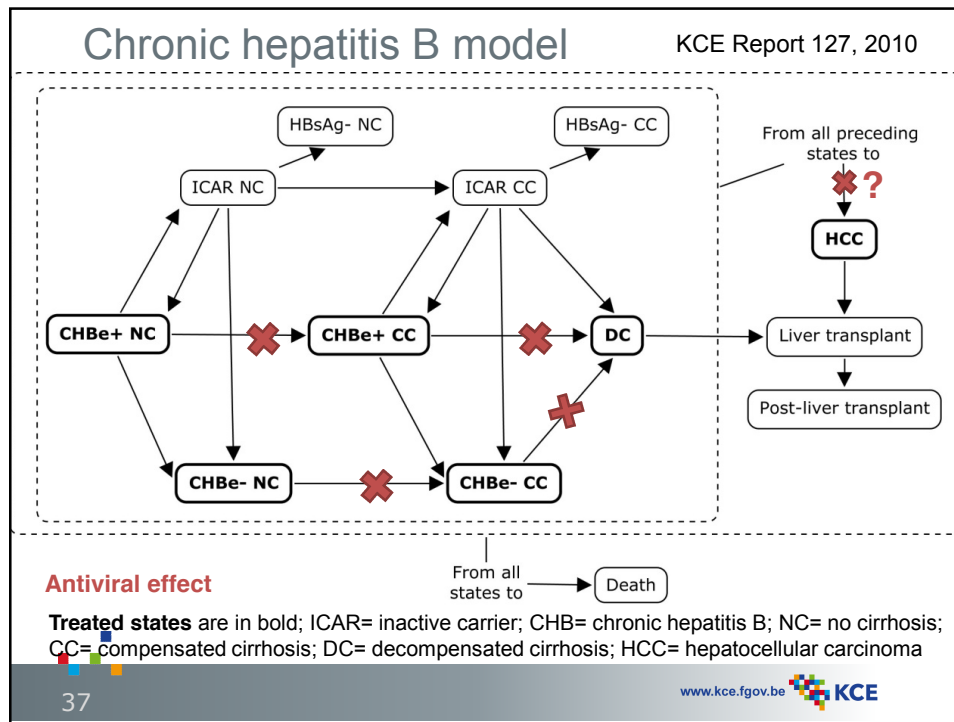 Chronic hepatitis B model
KCE Report 127, 2010
HBsAg- NC
HBsAg- CC
From all preceding
states to
?
ICAR NC
ICAR CC
HCC
CHBe+ NC
CHBe+ CC
DC
Liver transplant
Post-liver transplant
CHBe- NC
CHBe- CC
Antiviral effect
From all
states to
Death
Treated states are in bold; ICAR= inactive carrier; CHB= chronic hepatitis B; NC= no cirrhosis;
CC= compensated cirrhosis; DC= decompensated cirrhosis; HCC= hepatocellular carcinoma
37
www.kce.fgov.be
KCE